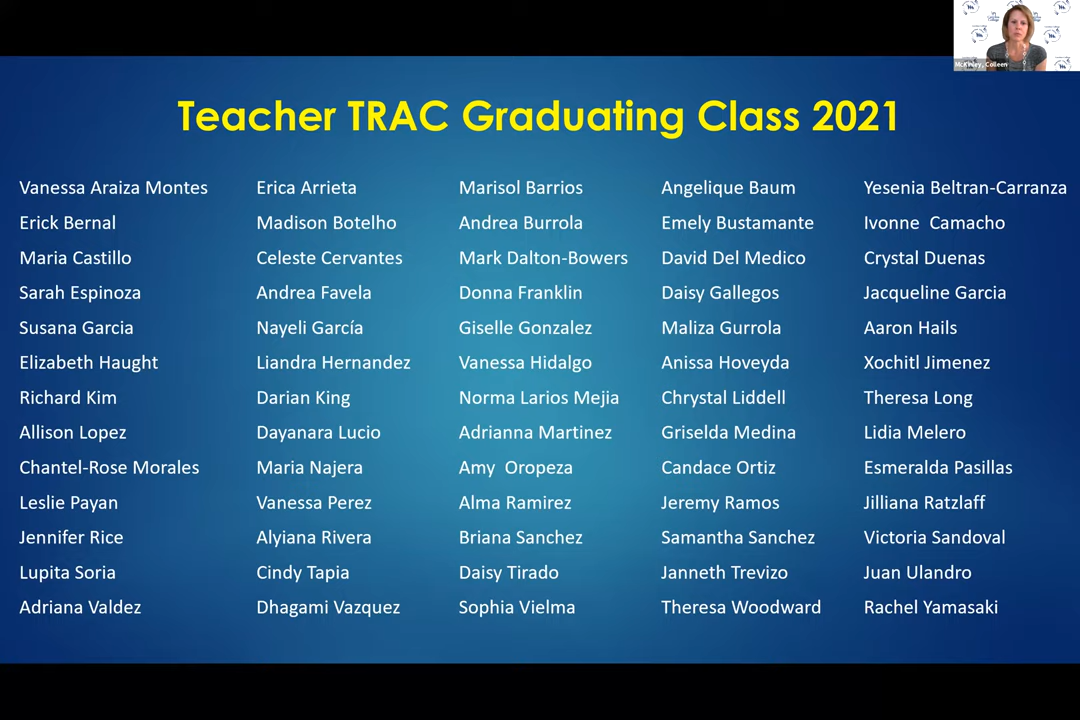 McKinley, Colleen
Teacher TRAC Graduating Class 2021
Vanessa Araiza Montes Erica Arrieta Marisol Barrios Angelique Baum Yesenia Beltran-Carranza
Erick Bernal Madison Botelho Andrea Burrola Emely Bustamante Ivonne  Camacho
Maria Castillo Celeste Cervantes Mark Dalton-Bowers David Del Medico Crystal Duenas
Sarah Espinoza Andrea Favela Donna Franklin Daisy Gallegos Jacqueline Garcia
Susana Garcia Nayeli García Giselle Gonzalez Maliza Gurrola Aaron Hails
Elizabeth Haught Liandra Hernandez Vanessa Hidalgo Anissa Hoveyda Xochitl Jimenez
Richard Kim Darian King Norma Larios Mejia Chrystal Liddell Theresa Long
Allison Lopez Dayanara Lucio Adrianna Martinez Griselda Medina Lidia Melero
Chantel-Rose Morales Maria Najera Amy  Oropeza Candace Ortiz Esmeralda Pasillas
Leslie Payan Vanessa Perez Alma Ramirez Jeremy Ramos Jilliana Ratzlaff
Jennifer Rice Alyiana Rivera Briana Sanchez Samantha Sanchez Victoria Sandoval
Lupita Soria Cindy Tapia Daisy Tirado Janneth Trevizo Juan Ulandro
Adriana Valdez Dhagami Vazquez Sophia Vielma Theresa Woodward Rachel Yamasaki